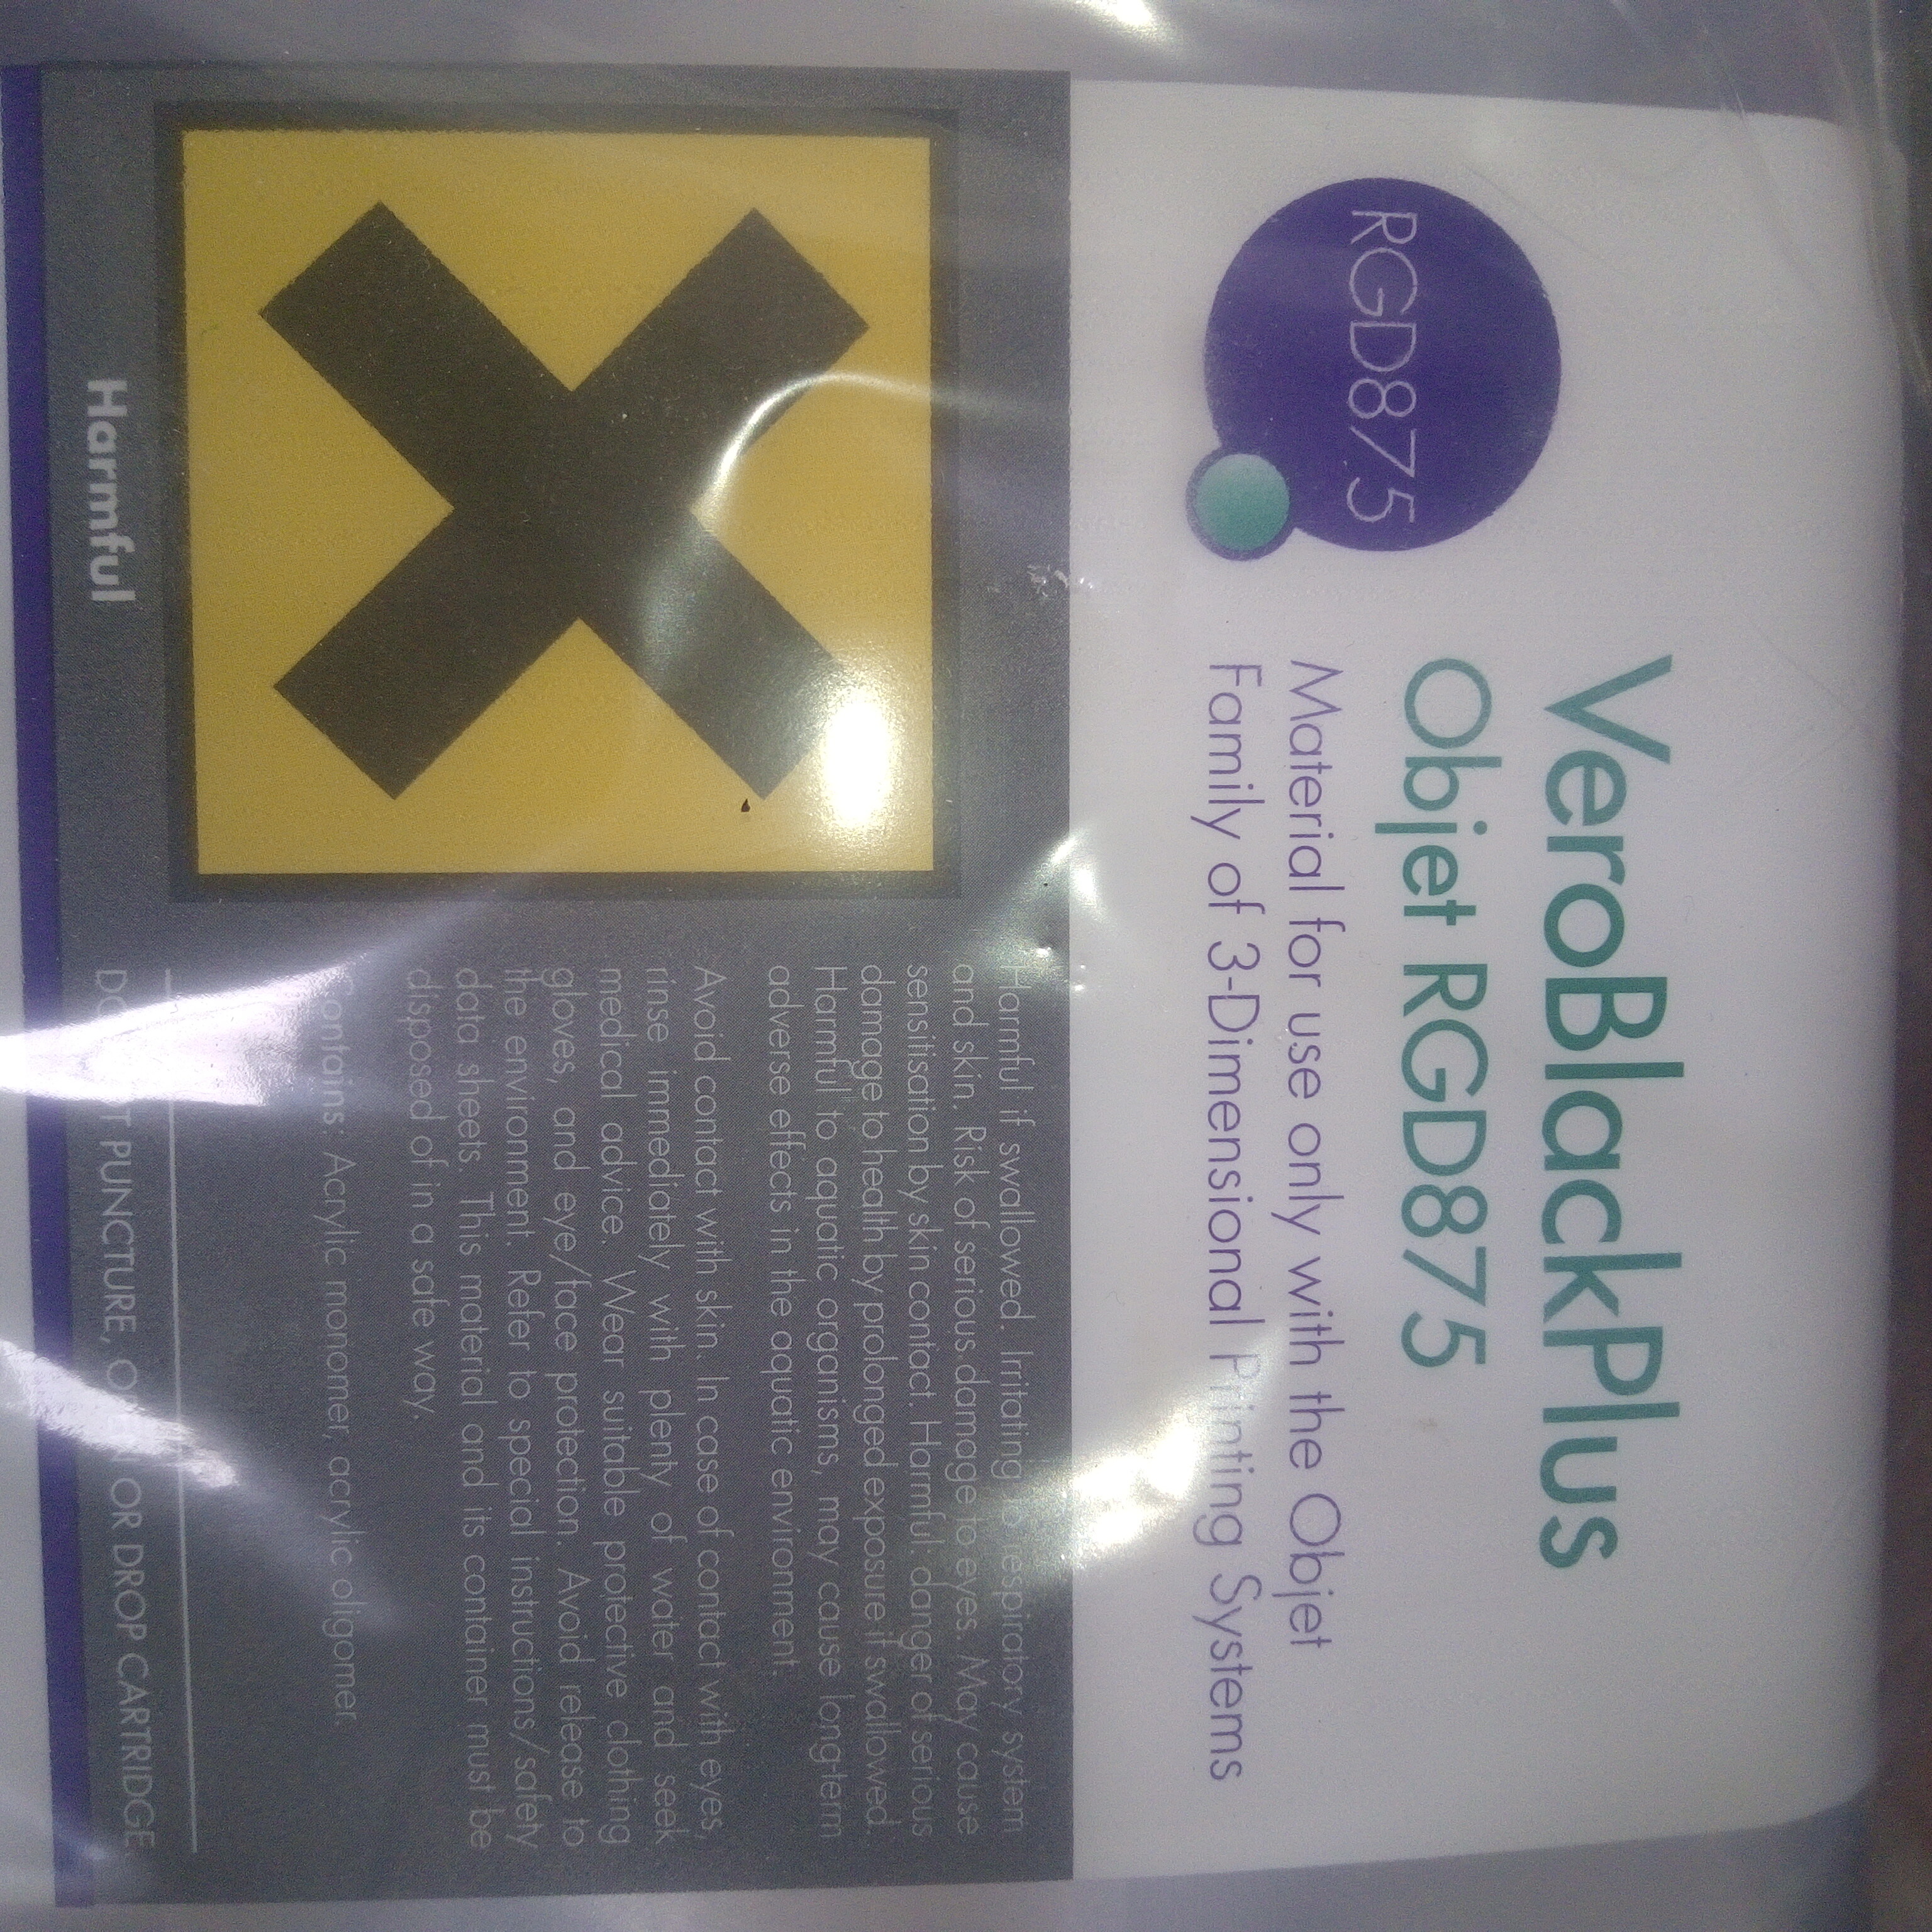 RGD875
VeroBlackPlus
Objet RGD875
Material for use only with the Objet
Family of 3-Dimensional Printing Systems
Harmful
Harmful if swallowed. Irritating to respiratory system
and skin. Risk of serious damage to eyes. May cause
sensitisation by skin contact. Harmful: danger of serious
damage to health by prolonged exposure if swallowed.
Harmful to aquatic organisms, may cause long-term
adverse effects in the aquatic environment.
Avoid contact with skin. In case of contact with eyes,
rinse immediately with plenty of water and seek
medical advice. Wear suitable protective clothing
gloves, and eye/face protection. Avoid release to
the environment. Refer to special instructions/safety
data sheets. This material and its container must be
disposed of in a safe way.
Contains: Acrylic monomer, acrylic oligomer.
DO NOT PUNCTURE, OPEN OR DROP CARTRIDGE